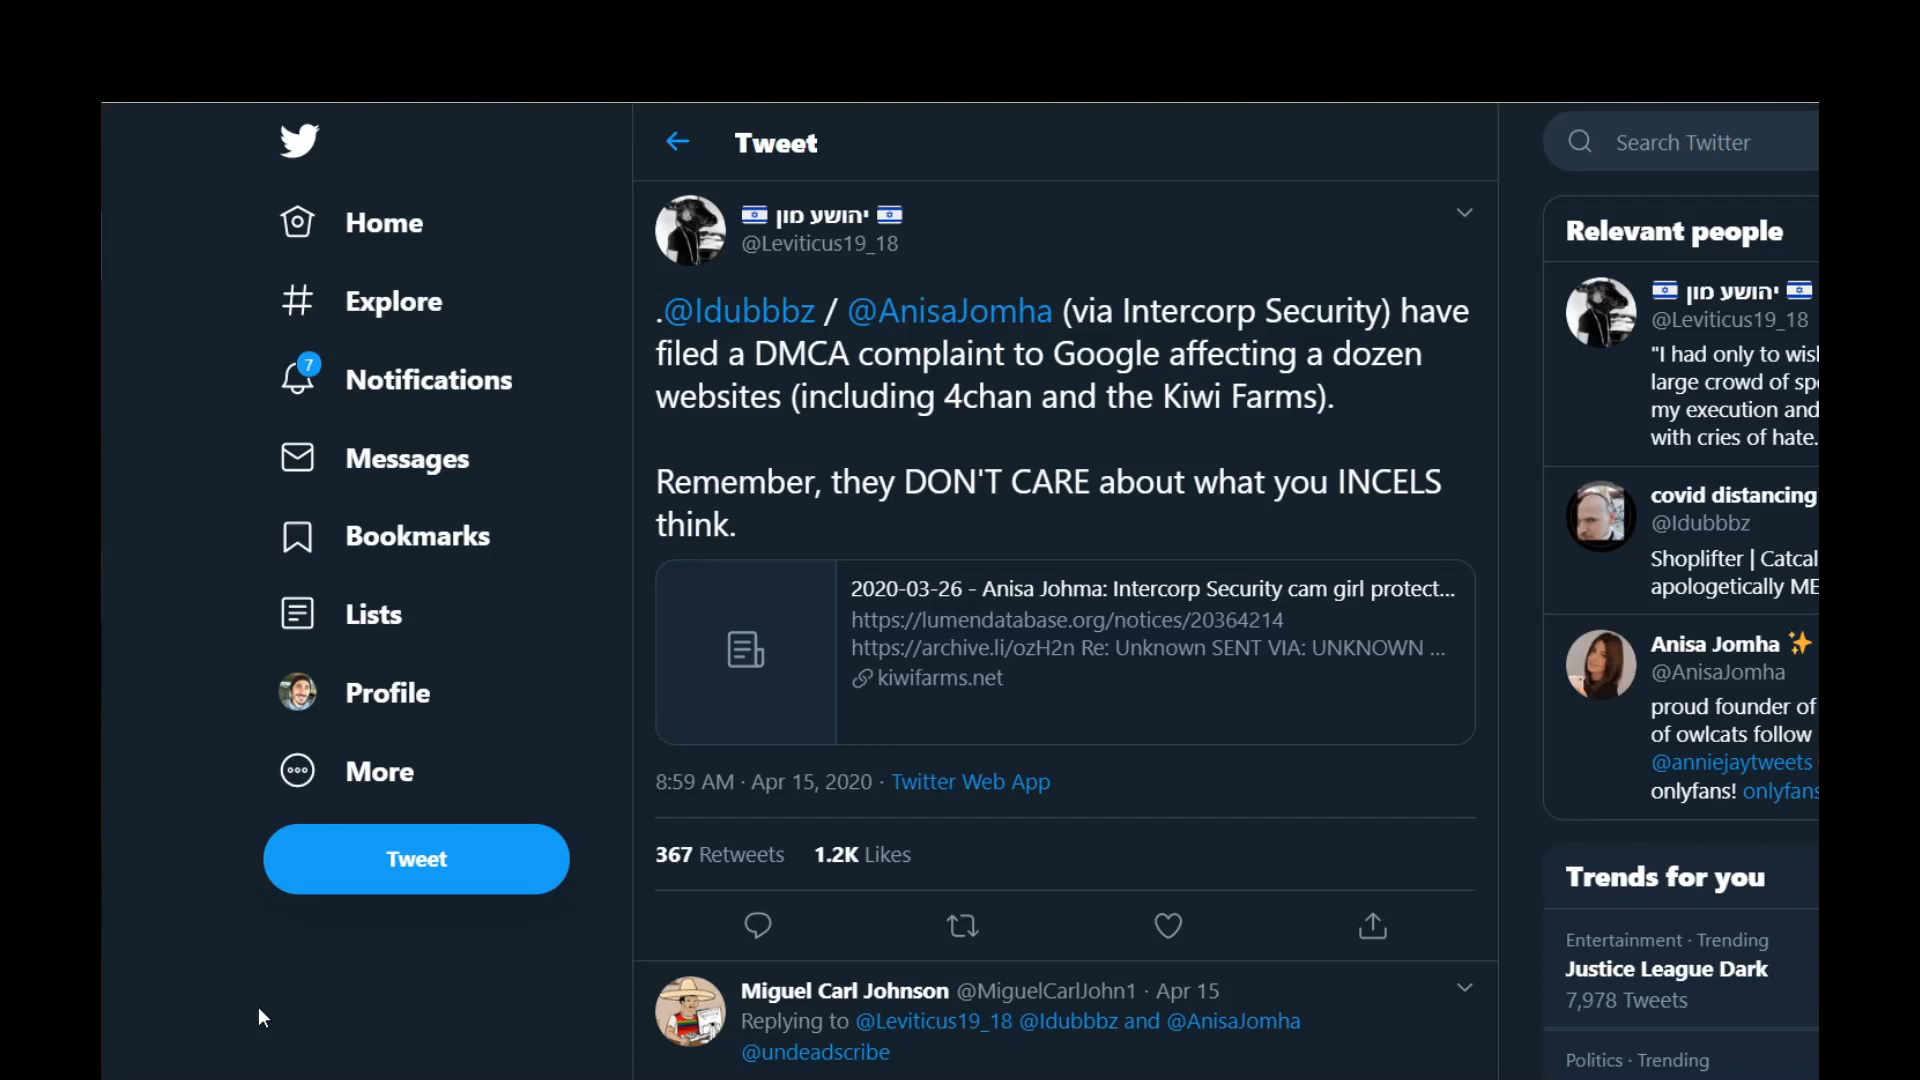 Tweet
Search Twitter
Home
Explore
7
Notifications
Messages
Bookmarks
Lists
Profile
More
Tweet
יהושע מון
@Leviticus19_18
.@Idubbbz / @AnisaJomha (via Intercorp Security) have
filed a DMCA complaint to Google affecting a dozen
websites (including 4chan and the Kiwi Farms).
Remember, they DON'T CARE about what you INCELS
think.
2020-03-26 - Anisa Johma: Intercorp Security cam girl protect...
https://lumendatabase.org/notices/20364214
https://archive.li/ozH2n Re: Unknown SENT VIA: UNKNOWN ...
kiwifarms.net
8:59 AM · Apr 15, 2020 · Twitter Web App
367 Retweets 1.2K Likes
Miguel Carl Johnson @MiguelCarlJohn1 · Apr 15
Replying to @Leviticus19_18 @Idubbbz and @AnisaJomha
@undeadscribe
Relevant people
יהושע מון
@Leviticus19_18
"I had only to wish
large crowd of spe
my execution and
with cries of hate.
covid distancing
@Idubbbz
Shoplifter | Catcal
apologetically ME
Anisa Jomha
@AnisaJomha
proud founder of
of owlcats follow
@anniejaytweets
onlyfans! onlyfans
Trends for you
Entertainment · Trending
Justice League Dark
7,978 Tweets
Politics · Trending